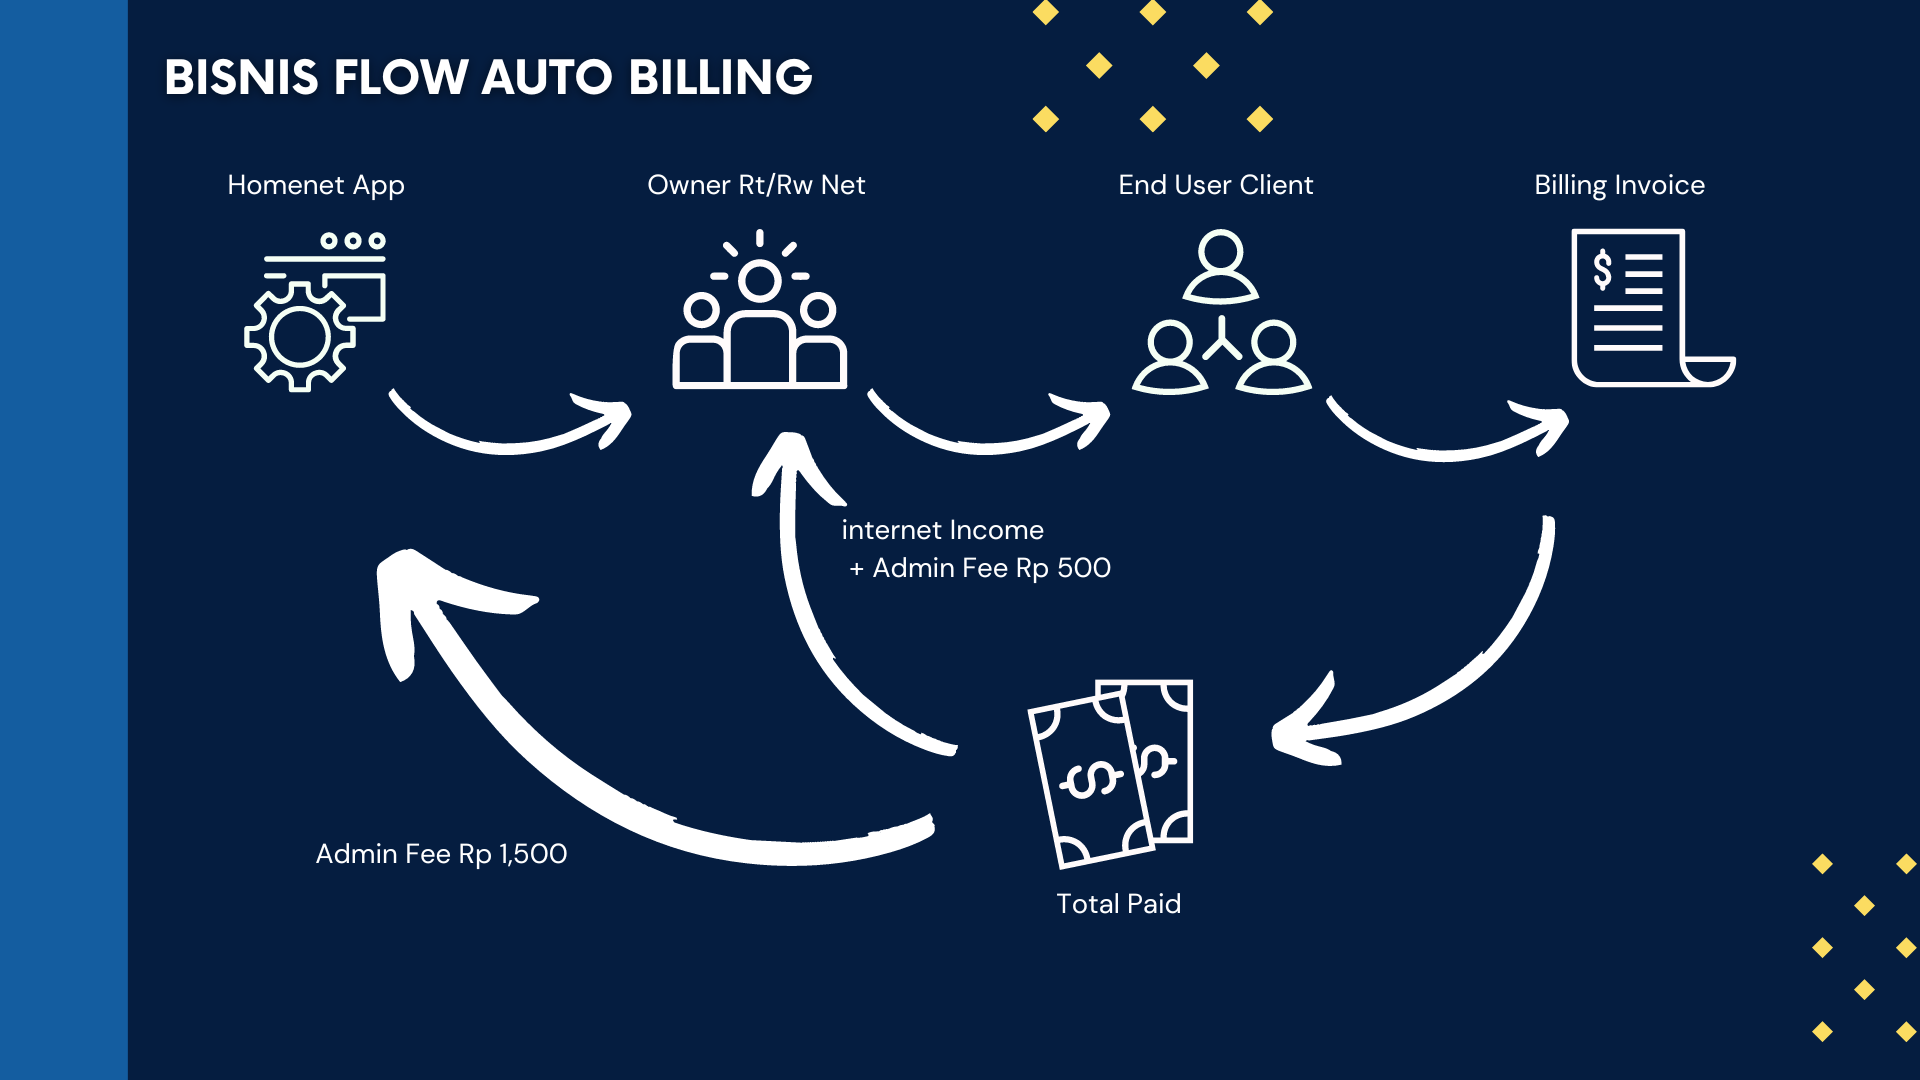 BISNIS FLOW AUTO BILLING
Homenet App
Owner Rt/Rw Net
End User Client
Billing Invoice
$
internet Income
+ Admin Fee Rp 500
$
$
Admin Fee Rp 1,500
Total Paid